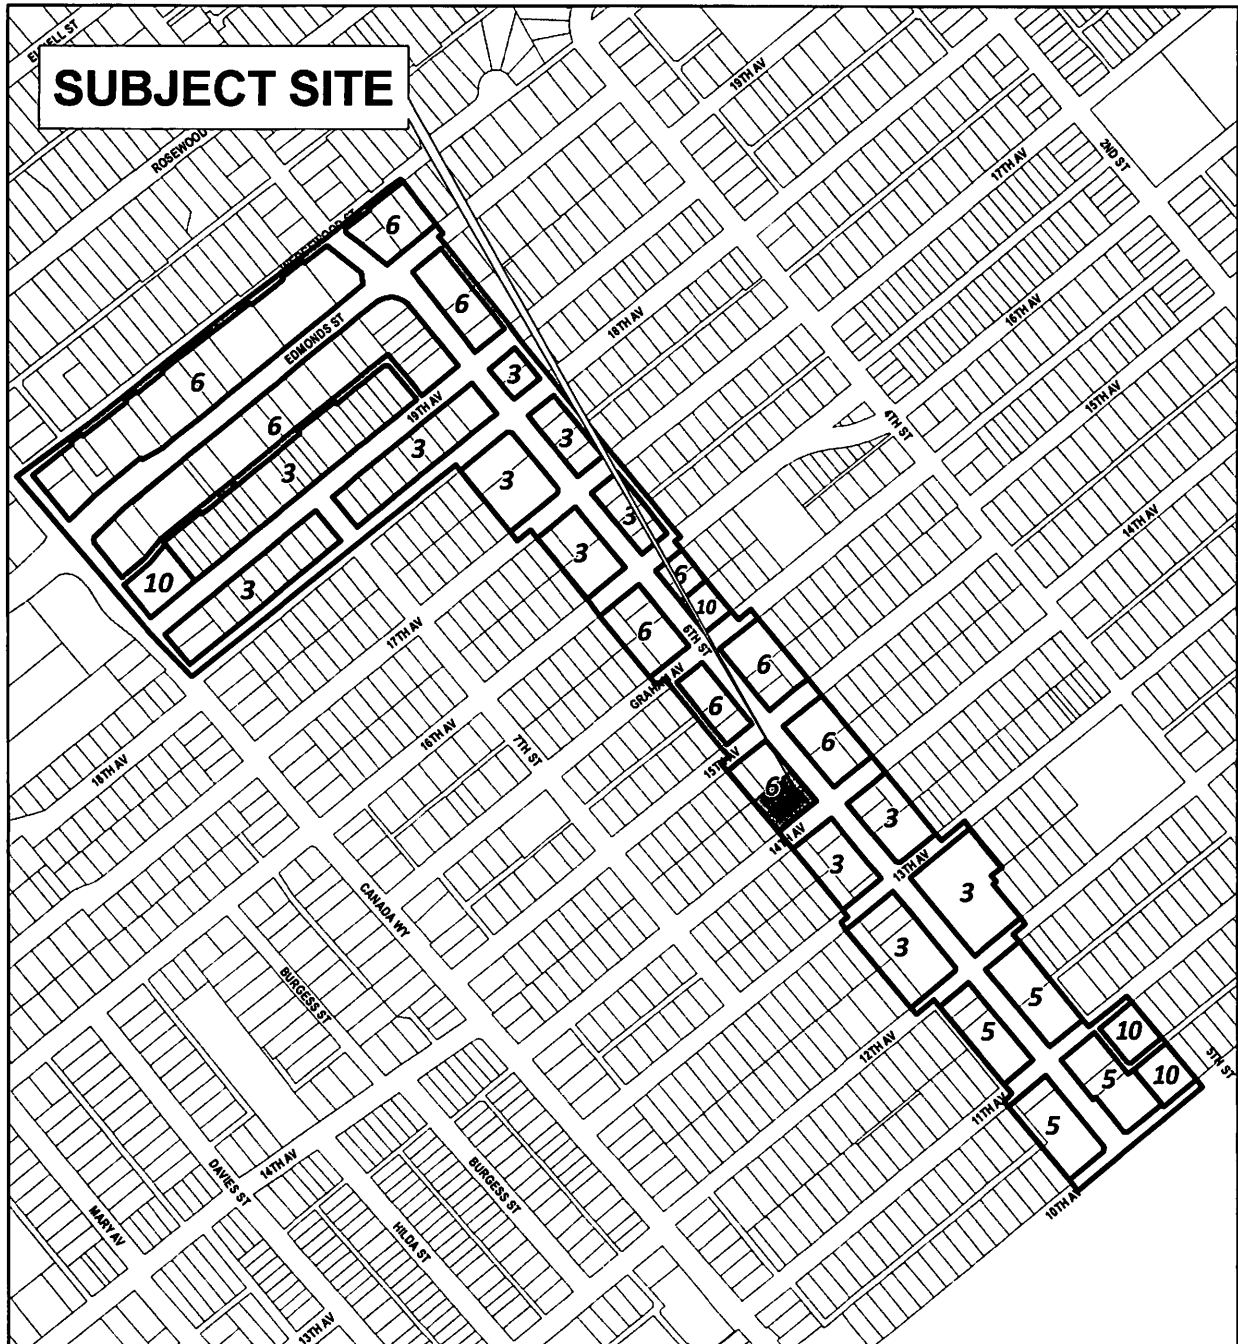 SUBJECT SITE
19TH AV
2ND ST
ROSEWOOD
17TH AV
6
6
18TH AV
16TH AV
EDMONDS ST
6
3
15TH AV
19TH AV
6
3
4TH ST
3
3
3
3
14TH AV
3
10
3
6
10
17TH AV
6
6TH ST
6
GRAHAM AV
6
6
16TH AV
7TH ST
15TH AV
18TH AV
6
3
14TH AV
3
13TH AV
3
CANADA WY
3
5
BURGESS ST
5
10
12TH AV
5TH ST
5
10
11TH AV
5
14TH AV
DAVIES ST
BURGESS ST
10TH AV
MARY AV
HILDA ST
13TH AV